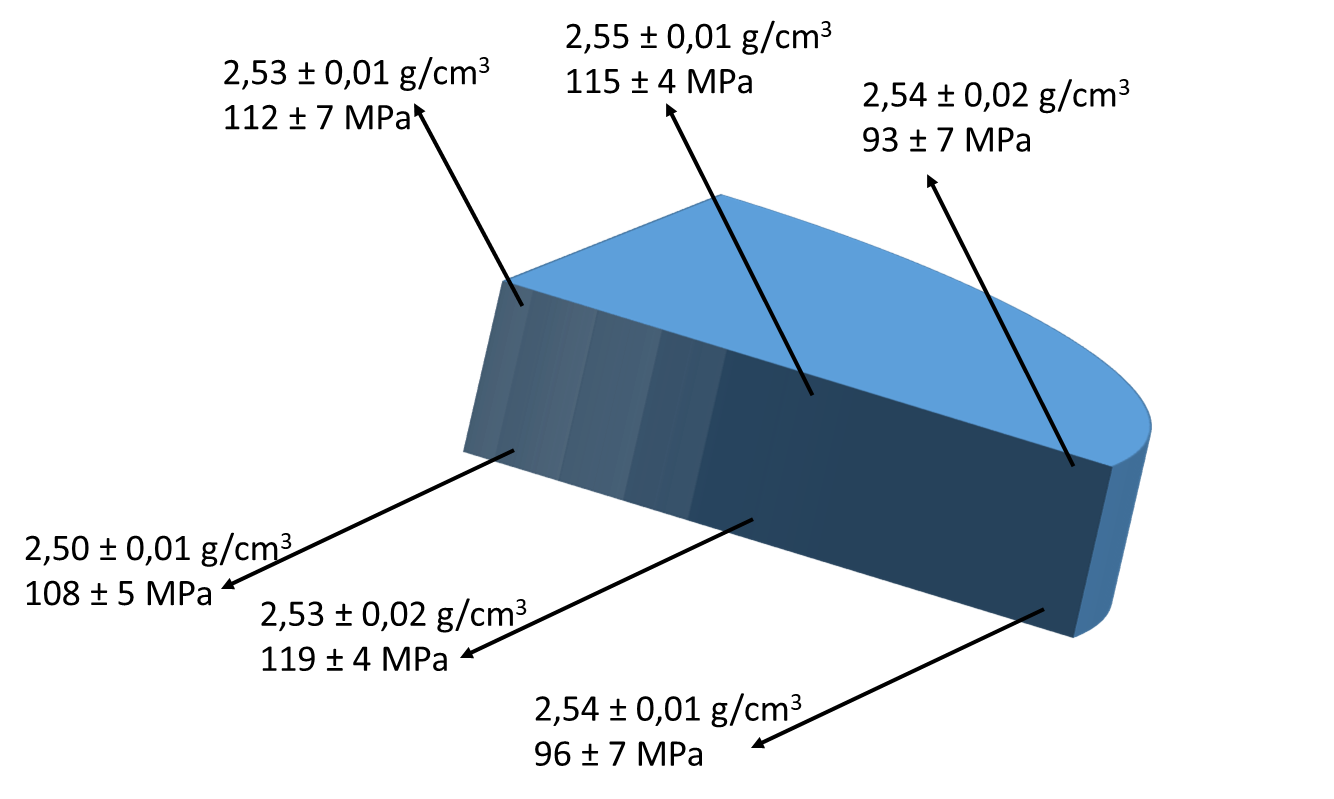 2,53 ± 0,01 g/cm³
112 ± 7 MPa
2,55 ± 0,01 g/cm³
115 ± 4 MPa
2,54 ± 0,02 g/cm³
93 ± 7 MPa
2,50 ± 0,01 g/cm³
108 ± 5 MPa
2,53 ± 0,02 g/cm³
119 ± 4 MPa
2,54 ± 0,01 g/cm³
96 ± 7 MPa